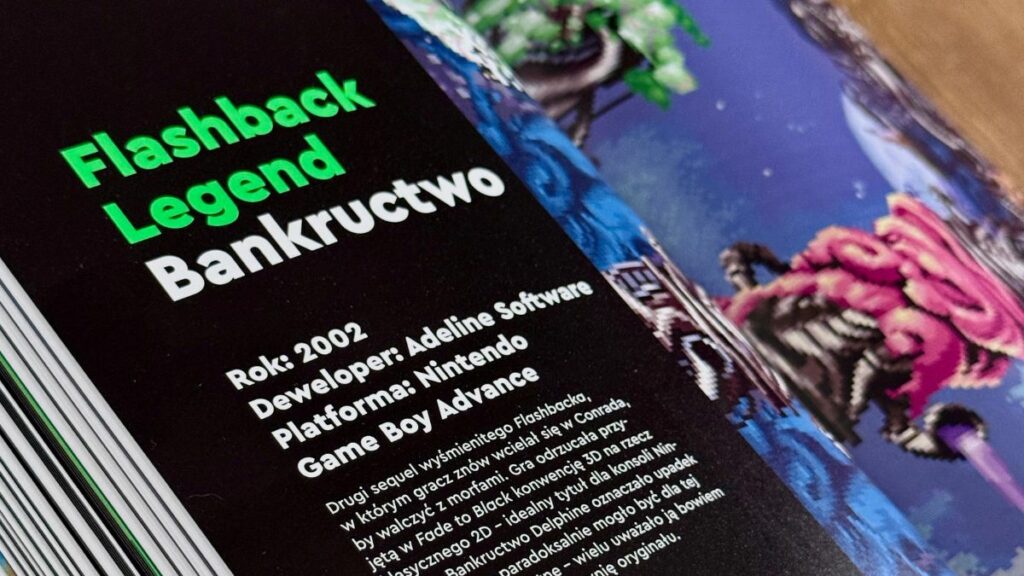 Flashback
Legend
Bankructwo
Rok: 2002
Deweloper: Adeline Software
Platforma: Nintendo
Game Boy Advance
Drugi sequel wyśmienitego Flashbacka,
w którym gracz znów wcielał się w Conrada,
by walczyć z morfami. Gra odrzucała przy-
jętą w Fade to Black konwencję 3D na rzecz
klasycznego 2D – idealny tytuł dla konsoli Nin-
Bankructwo Delphine oznaczało upadek
paradoksalnie mogło być dla tej
– wielu uważało ją bowiem
oryginału.